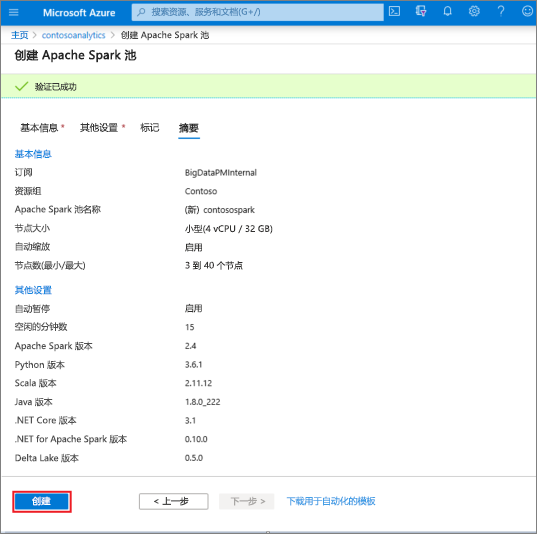 Microsoft Azure 搜索资源、服务和文档(G+/)
主页 > contosoanalytics > 创建 Apache Spark 池
创建 Apache Spark 池
验证已成功
基本信息 * 其他设置 * 标记 摘要
基本信息
订阅 BigDataPMInternal
资源组 Contoso
Apache Spark 池名称 (新) contosospark
节点大小 小型(4 vCPU / 32 GB)
自动缩放 启用
节点数(最小/最大) 3 到 40 个节点
其他设置
自动暂停 启用
空闲的分钟数 15
Apache Spark 版本 2.4
Python 版本 3.6.1
Scala 版本 2.11.12
Java 版本 1.8.0_222
.NET Core 版本 3.1
.NET for Apache Spark 版本 0.10.0
Delta Lake 版本 0.5.0
创建 < 上一步 下一步 > 下载用于自动化的模板